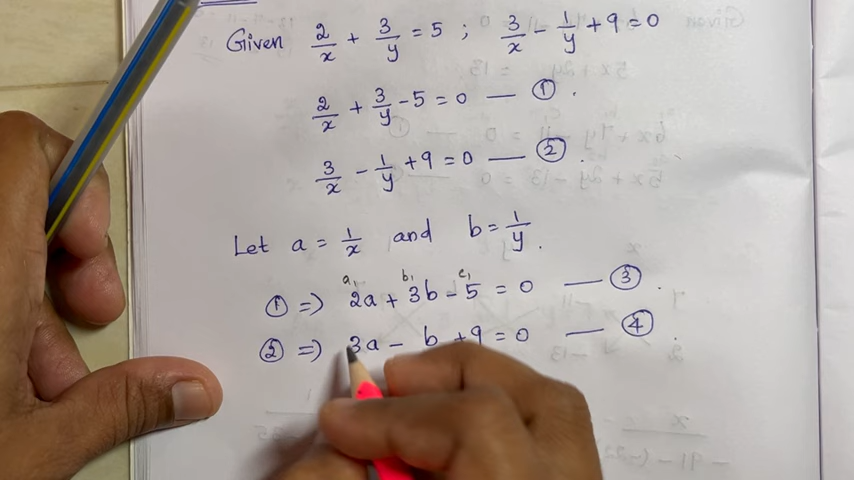 Given 2/x + 3/y = 5 ; 3/x - 1/y + 9 = 0
2/x + 3/y - 5 = 0 — ① .
3/x - 1/y + 9 = 0 — ② .
Let a = 1/x and b = 1/y .
a₁ b₁ c₁
① => 2a + 3b - 5 = 0 — ③ .
② => 3a - b + 9 = 0 — ④ .